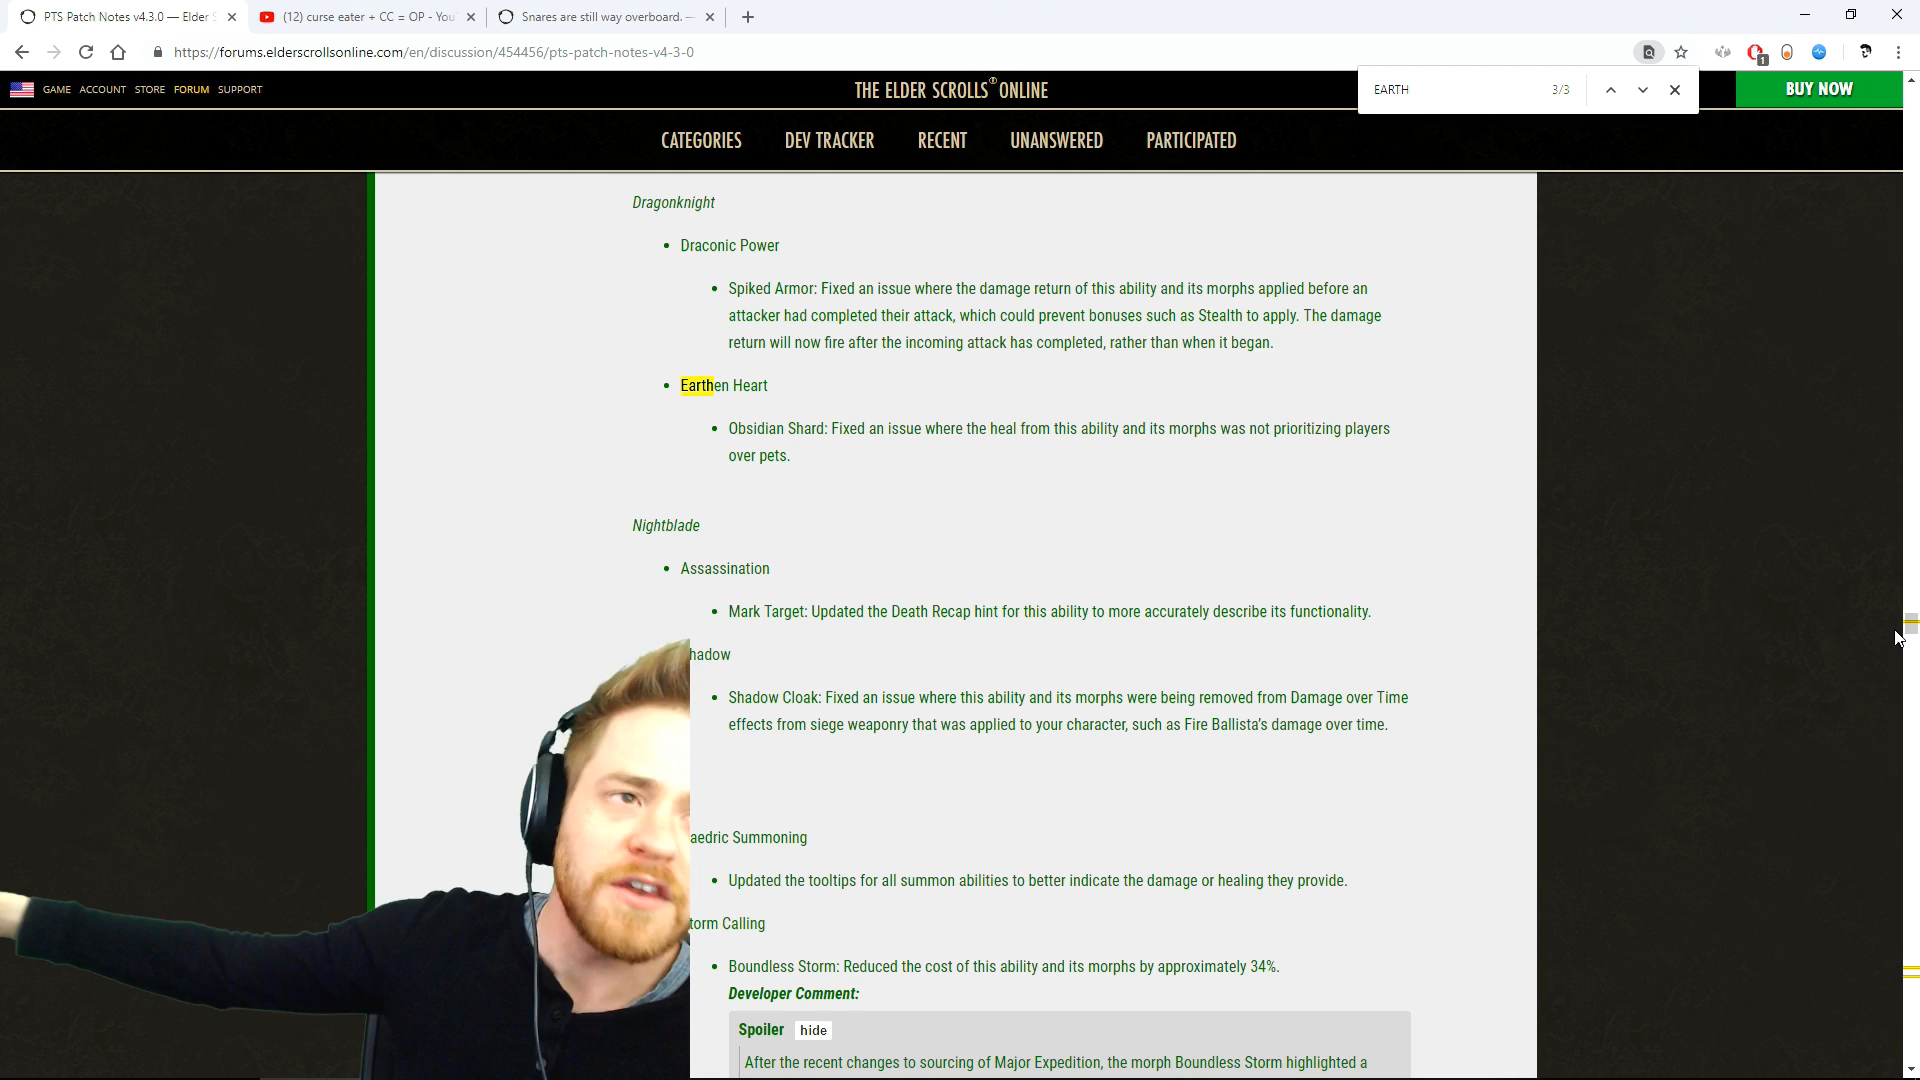 PTS Patch Notes v4.3.0 — Elder S
(12) curse eater + CC = OP - You
Snares are still way overboard. —
https://forums.elderscrollsonline.com/en/discussion/454456/pts-patch-notes-v4-3-0
1
GAME ACCOUNT STORE FORUM SUPPORT
THE ELDER SCROLLS ONLINE
EARTH 3/3
BUY NOW
CATEGORIES DEV TRACKER RECENT UNANSWERED PARTICIPATED
Dragonknight
Draconic Power
Spiked Armor: Fixed an issue where the damage return of this ability and its morphs applied before an
attacker had completed their attack, which could prevent bonuses such as Stealth to apply. The damage
return will now fire after the incoming attack has completed, rather than when it began.
Earthen Heart
Obsidian Shard: Fixed an issue where the heal from this ability and its morphs was not prioritizing players
over pets.
Nightblade
Assassination
Mark Target: Updated the Death Recap hint for this ability to more accurately describe its functionality.
hadow
Shadow Cloak: Fixed an issue where this ability and its morphs were being removed from Damage over Time
effects from siege weaponry that was applied to your character, such as Fire Ballista's damage over time.
aedric Summoning
Updated the tooltips for all summon abilities to better indicate the damage or healing they provide.
torm Calling
Boundless Storm: Reduced the cost of this ability and its morphs by approximately 34%.
Developer Comment:
Spoiler hide
After the recent changes to sourcing of Major Expedition, the morph Boundless Storm highlighted a